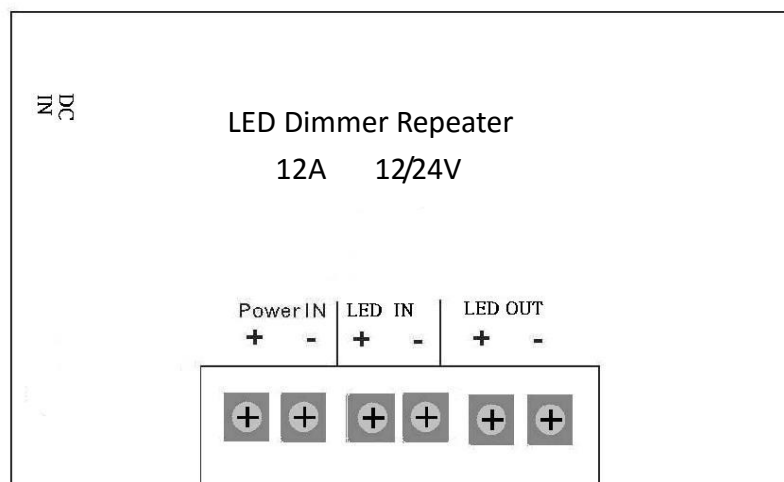 DC
IN
LED Dimmer Repeater
12A 12/24V
Power IN LED IN LED OUT
+ - + - + -